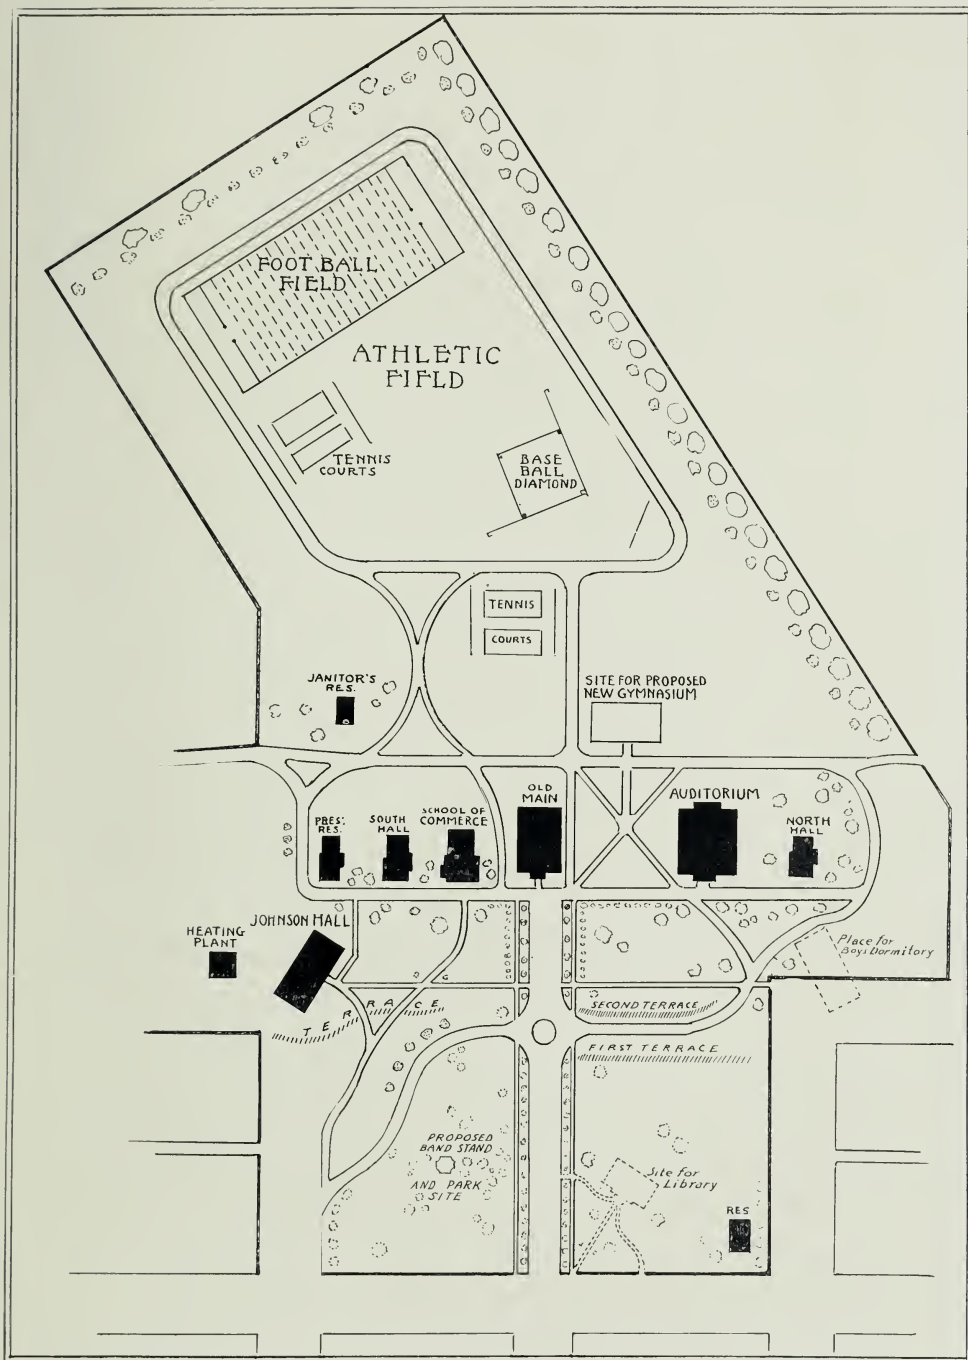 FOOT BALL
FIELD
ATHLETIC
FIELD
TENNIS
COURTS
BASE
BALL
DIAMOND
TENNIS
COURTS
JANITOR'S
RES.
SITE FOR PROPOSED
NEW GYMNASIUM
PRES.
RES.
SOUTH
HALL
SCHOOL OF
COMMERCE
OLD
MAIN
AUDITORIUM
NORTH
HALL
HEATING
PLANT
JOHNSON HALL
Place for
Boys Dormitory
TERRACE
SECOND TERRACE
FIRST TERRACE
PROPOSED
BAND STAND
AND PARK
SITE
Site for
Library
RES